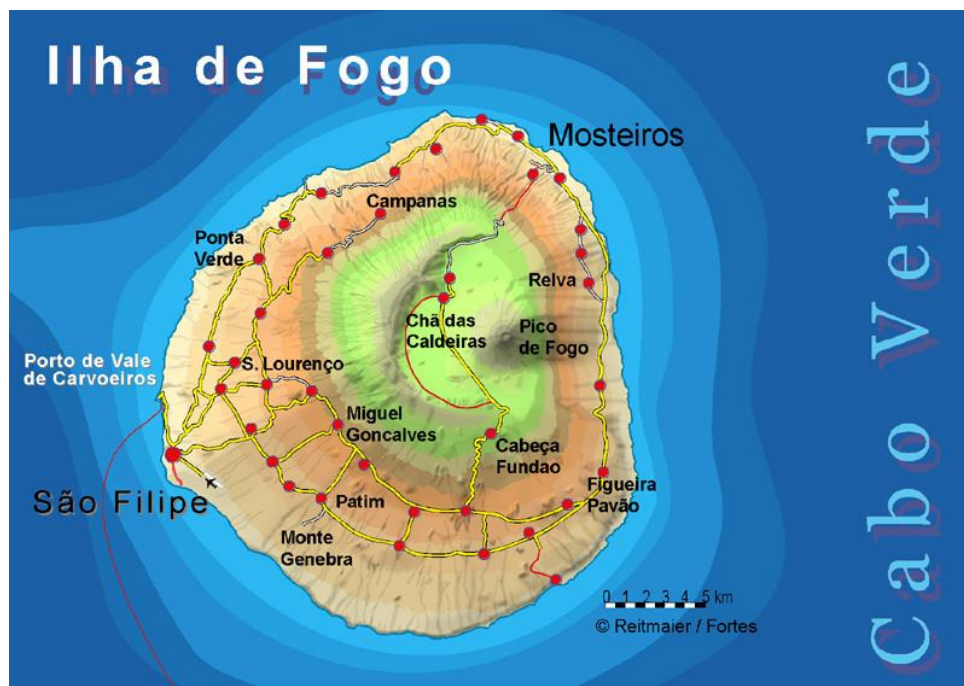 Ilha de Fogo
Cabo Verde
Mosteiros
Campanas
Ponta
Verde
Relva
Chã das
Caldeiras
Pico
de Fogo
Porto de Vale
de Carvoeiros
S. Lourenço
Miguel
Goncalves
Cabeça
Fundao
São Filipe
Patim
Figueira
Pavão
Monte
Genebra
0 1 2 3 4 5 km
© Reitmaier / Fortes